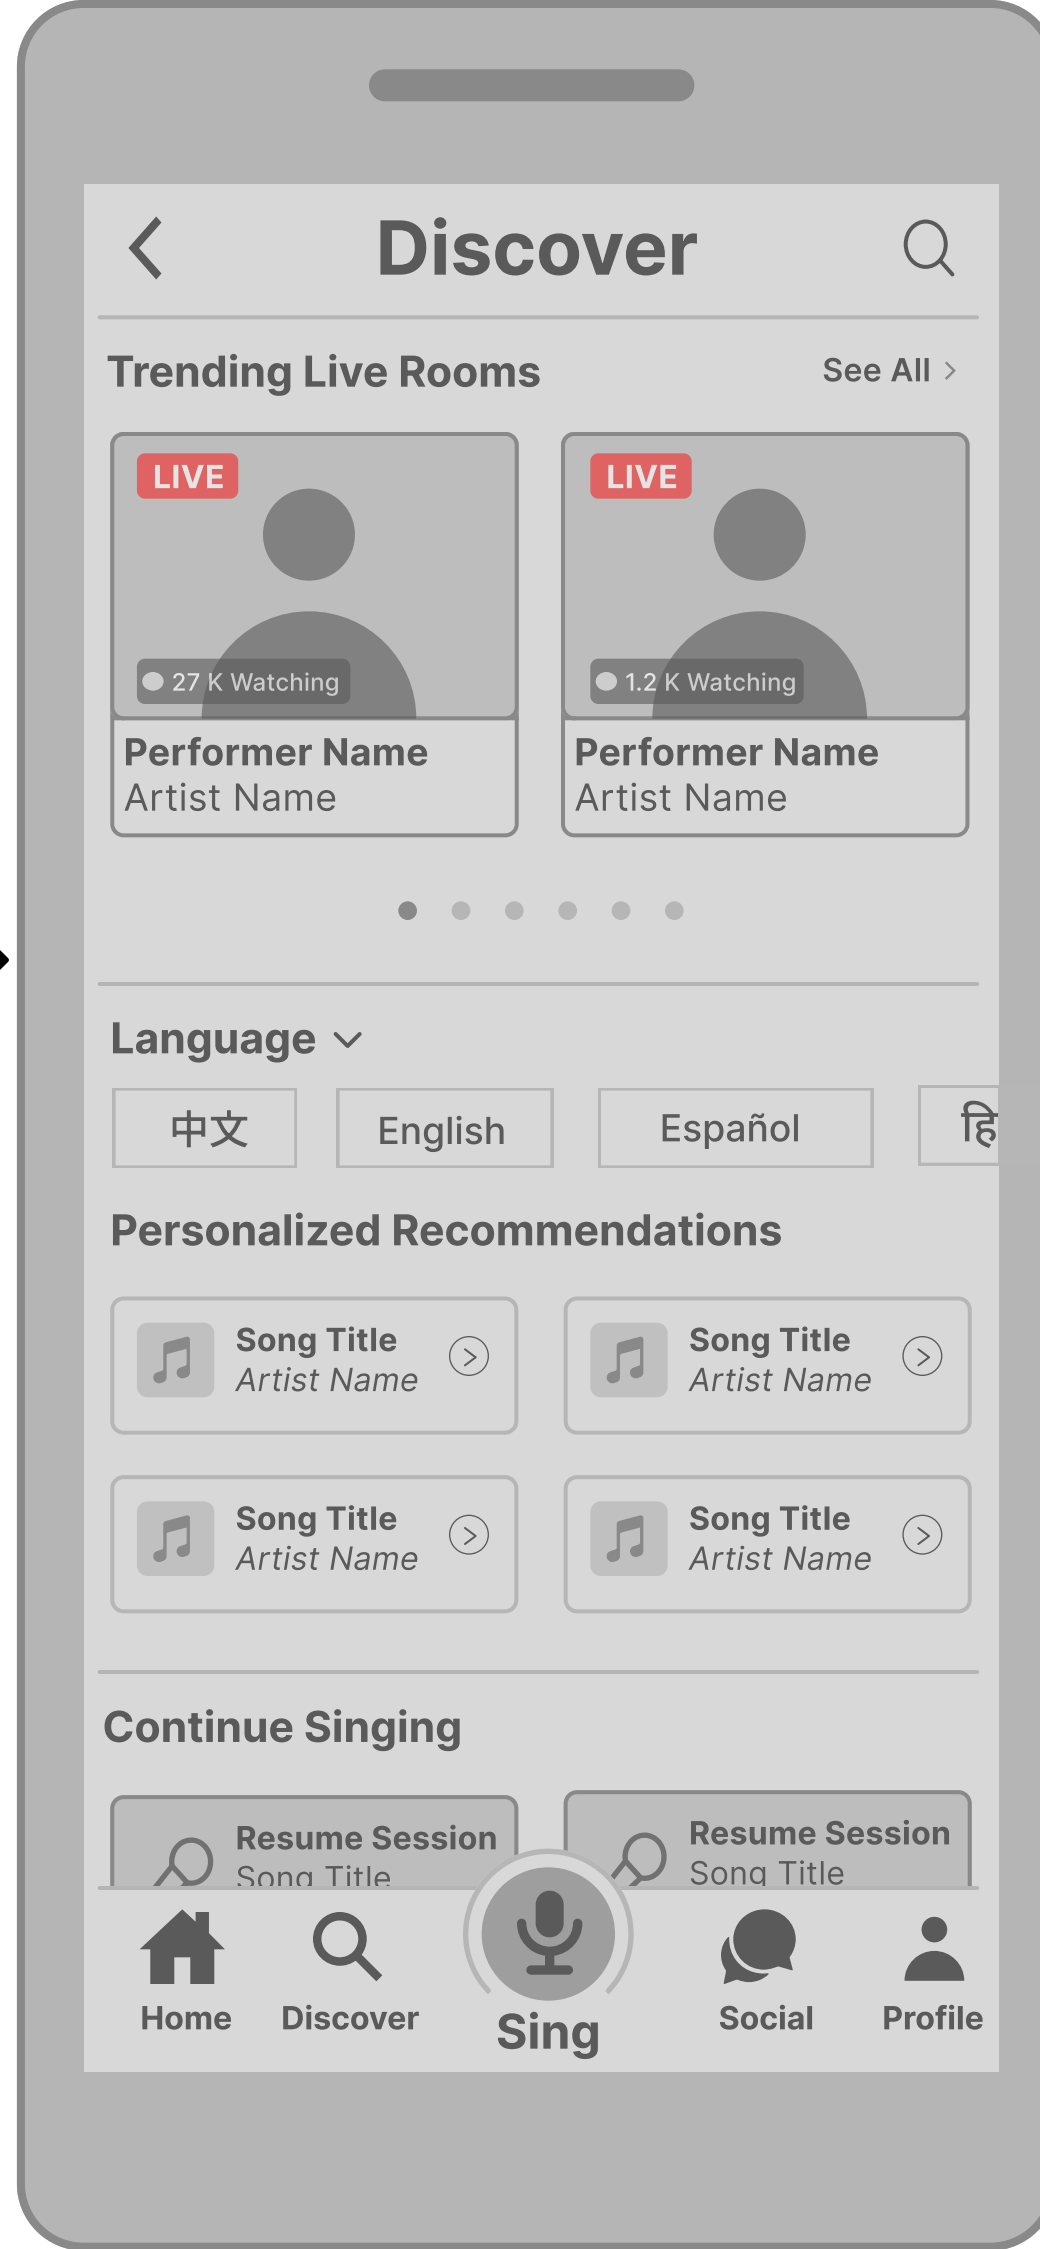 Discover
Trending Live Rooms See All
LIVE LIVE
27 K Watching 1.2 K Watching
Performer Name Performer Name
Artist Name Artist Name
Language
中文 English Español हि
Personalized Recommendations
Song Title Song Title
Artist Name Artist Name
Song Title Song Title
Artist Name Artist Name
Continue Singing
Resume Session Resume Session
Song Title Song Title
Home Discover Sing Social Profile